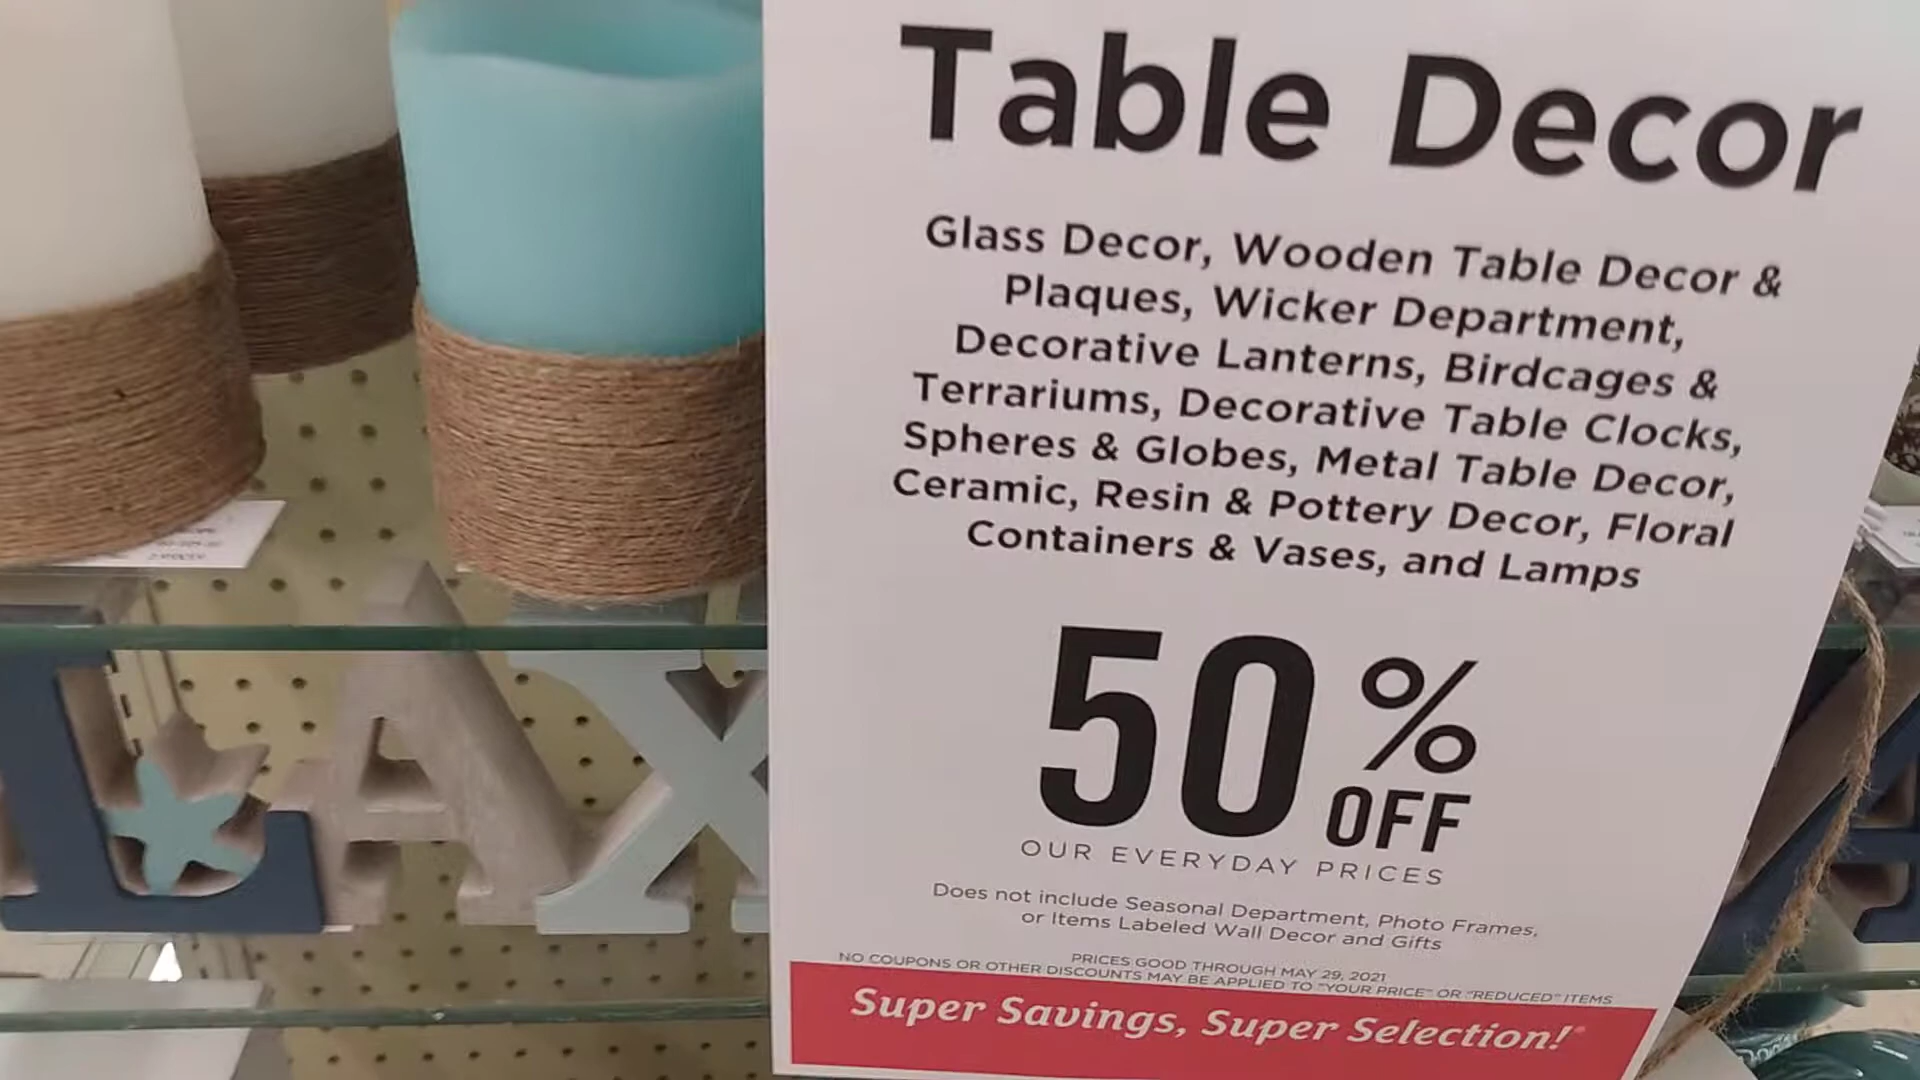 Table Decor
Glass Decor, Wooden Table Decor &
Plaques, Wicker Department,
Decorative Lanterns, Birdcages &
Terrariums, Decorative Table Clocks,
Spheres & Globes, Metal Table Decor,
Ceramic, Resin & Pottery Decor, Floral
Containers & Vases, and Lamps
50% OFF
OUR EVERYDAY PRICES
Does not include Seasonal Department, Photo Frames,
or Items Labeled Wall Decor and Gifts
PRICES GOOD THROUGH MAY 29, 2021
NO COUPONS OR OTHER DISCOUNTS MAY BE APPLIED TO "YOUR PRICE" OR "REDUCED" ITEMS
Super Savings, Super Selection!
LAX